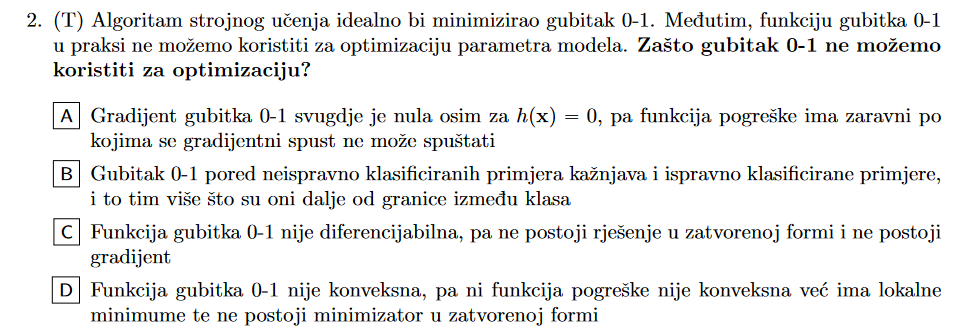 2. (T) Algoritam strojnog učenja idealno bi minimizirao gubitak 0-1. Međutim, funkciju gubitka 0-1
u praksi ne možemo koristiti za optimizaciju parametra modela. Zašto gubitak 0-1 ne možemo
koristiti za optimizaciju?
A Gradijent gubitka 0-1 svugdje je nula osim za h(x) = 0, pa funkcija pogreške ima zaravni po
kojima se gradijentni spust ne može spuštati
B Gubitak 0-1 pored neispravno klasificiranih primjera kažnjava i ispravno klasificirane primjere,
i to tim više što su oni dalje od granice između klasa
C Funkcija gubitka 0-1 nije diferencijabilna, pa ne postoji rješenje u zatvorenoj formi i ne postoji
gradijent
D Funkcija gubitka 0-1 nije konveksna, pa ni funkcija pogreške nije konveksna već ima lokalne
minimume te ne postoji minimizator u zatvorenoj formi